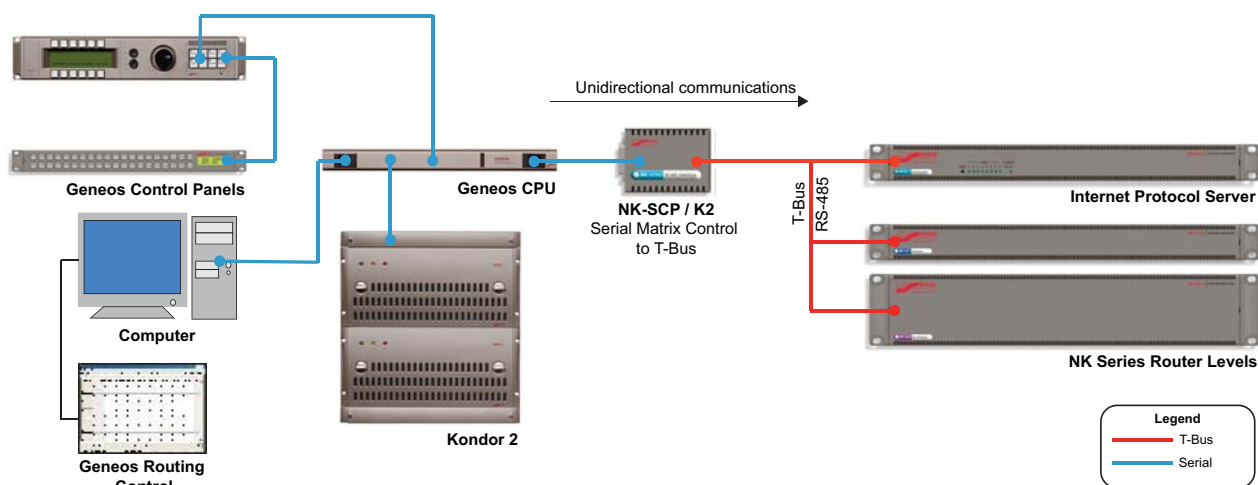 Unidirectional communications
Geneos Control Panels
Geneos CPU
NK-SCP / K2
Serial Matrix Control
to T-Bus
T-Bus
RS-485
Internet Protocol Server
Computer
NK Series Router Levels
Kondor 2
Geneos Routing
Control
Legend
T-Bus
Serial